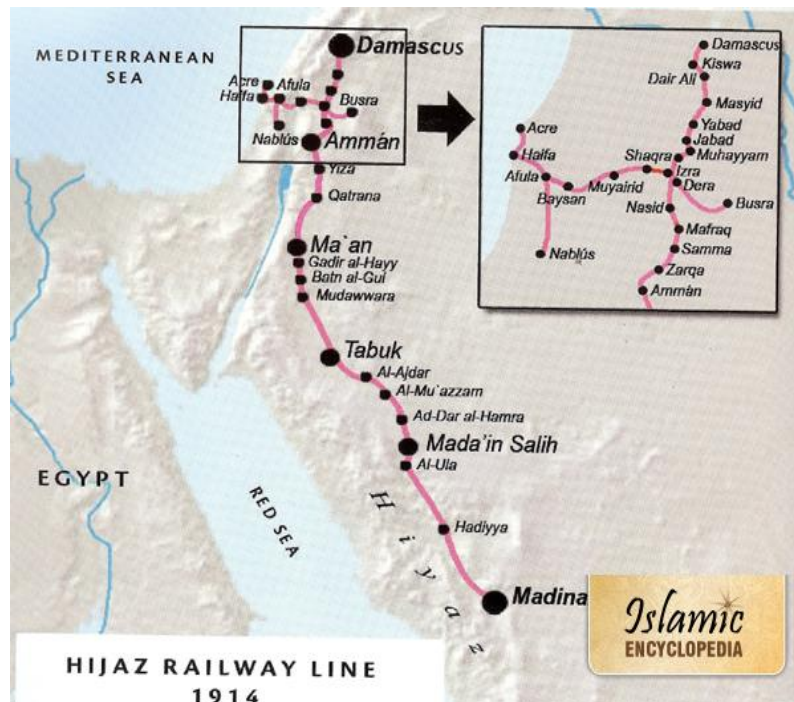 MEDITERRANEAN
SEA
Damascus
Acre
Afula
Haifa
Busra
Nablús
Ammán
Yiza
Qatrana
Ma`an
Gadir al-Hayy
Batn al-Gui
Mudawwara
Tabuk
Al-Ajdar
Al-Mu`azzam
Ad-Dar al-Hamra
Mada'in Salih
Al-Ula
Hadiyya
Madina
EGYPT
RED SEA
Hiyaz
Damascus
Kiswa
Dair Ali
Masyid
Yabad
Jabad
Muhayyam
Shaqra
Izra
Dera
Acre
Haifa
Afula
Baysan
Muyairid
Nasid
Busra
Mafraq
Samma
Nablús
Zarqa
Ammán
Islamic
ENCYCLOPEDIA
HIJAZ RAILWAY LINE
1914